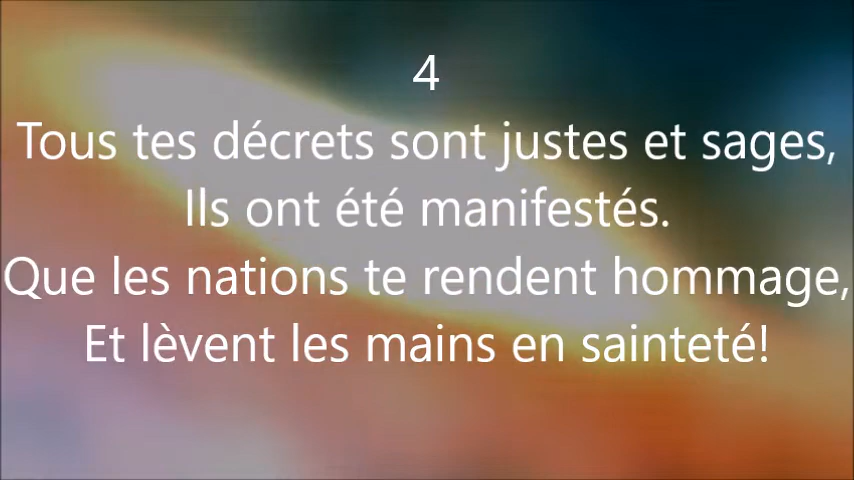 4
Tous tes décrets sont justes et sages,
Ils ont été manifestés.
Que les nations te rendent hommage,
Et lèvent les mains en sainteté!